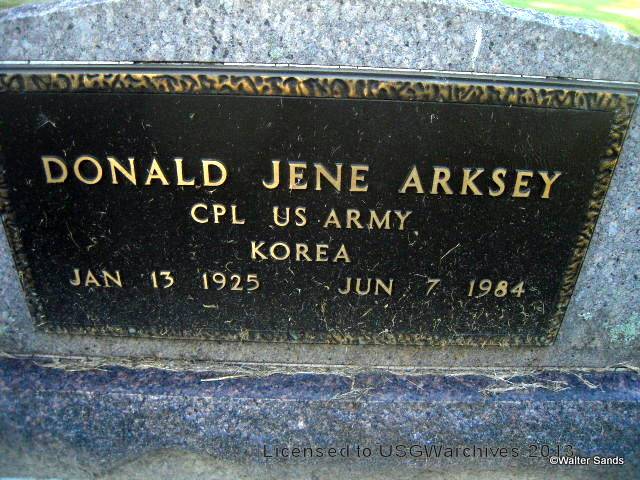 DONALD JENE ARKSEY
CPL US ARMY
KOREA
JAN 13 1925 JUN 7 1984
Licensed to USGWarchives 2013
©Walter Sands